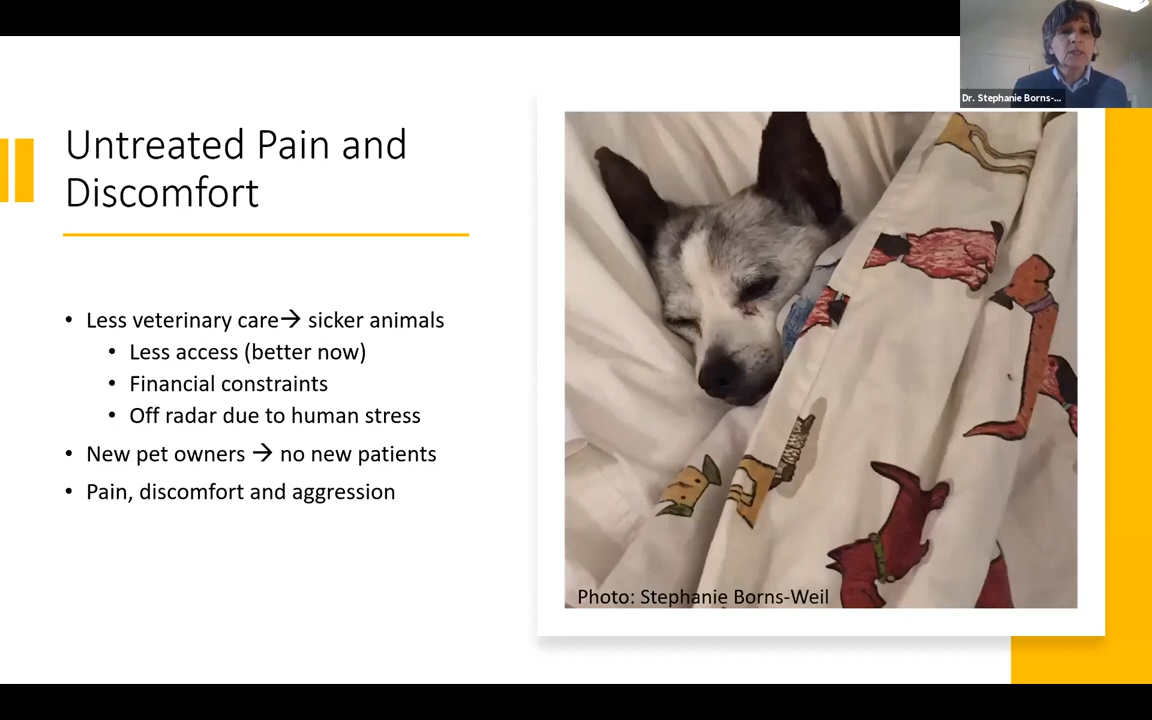 Dr. Stephanie Borns-...
Untreated Pain and
Discomfort
• Less veterinary care→ sicker animals
• Less access (better now)
• Financial constraints
• Off radar due to human stress
• New pet owners → no new patients
• Pain, discomfort and aggression
Photo: Stephanie Borns-Weil